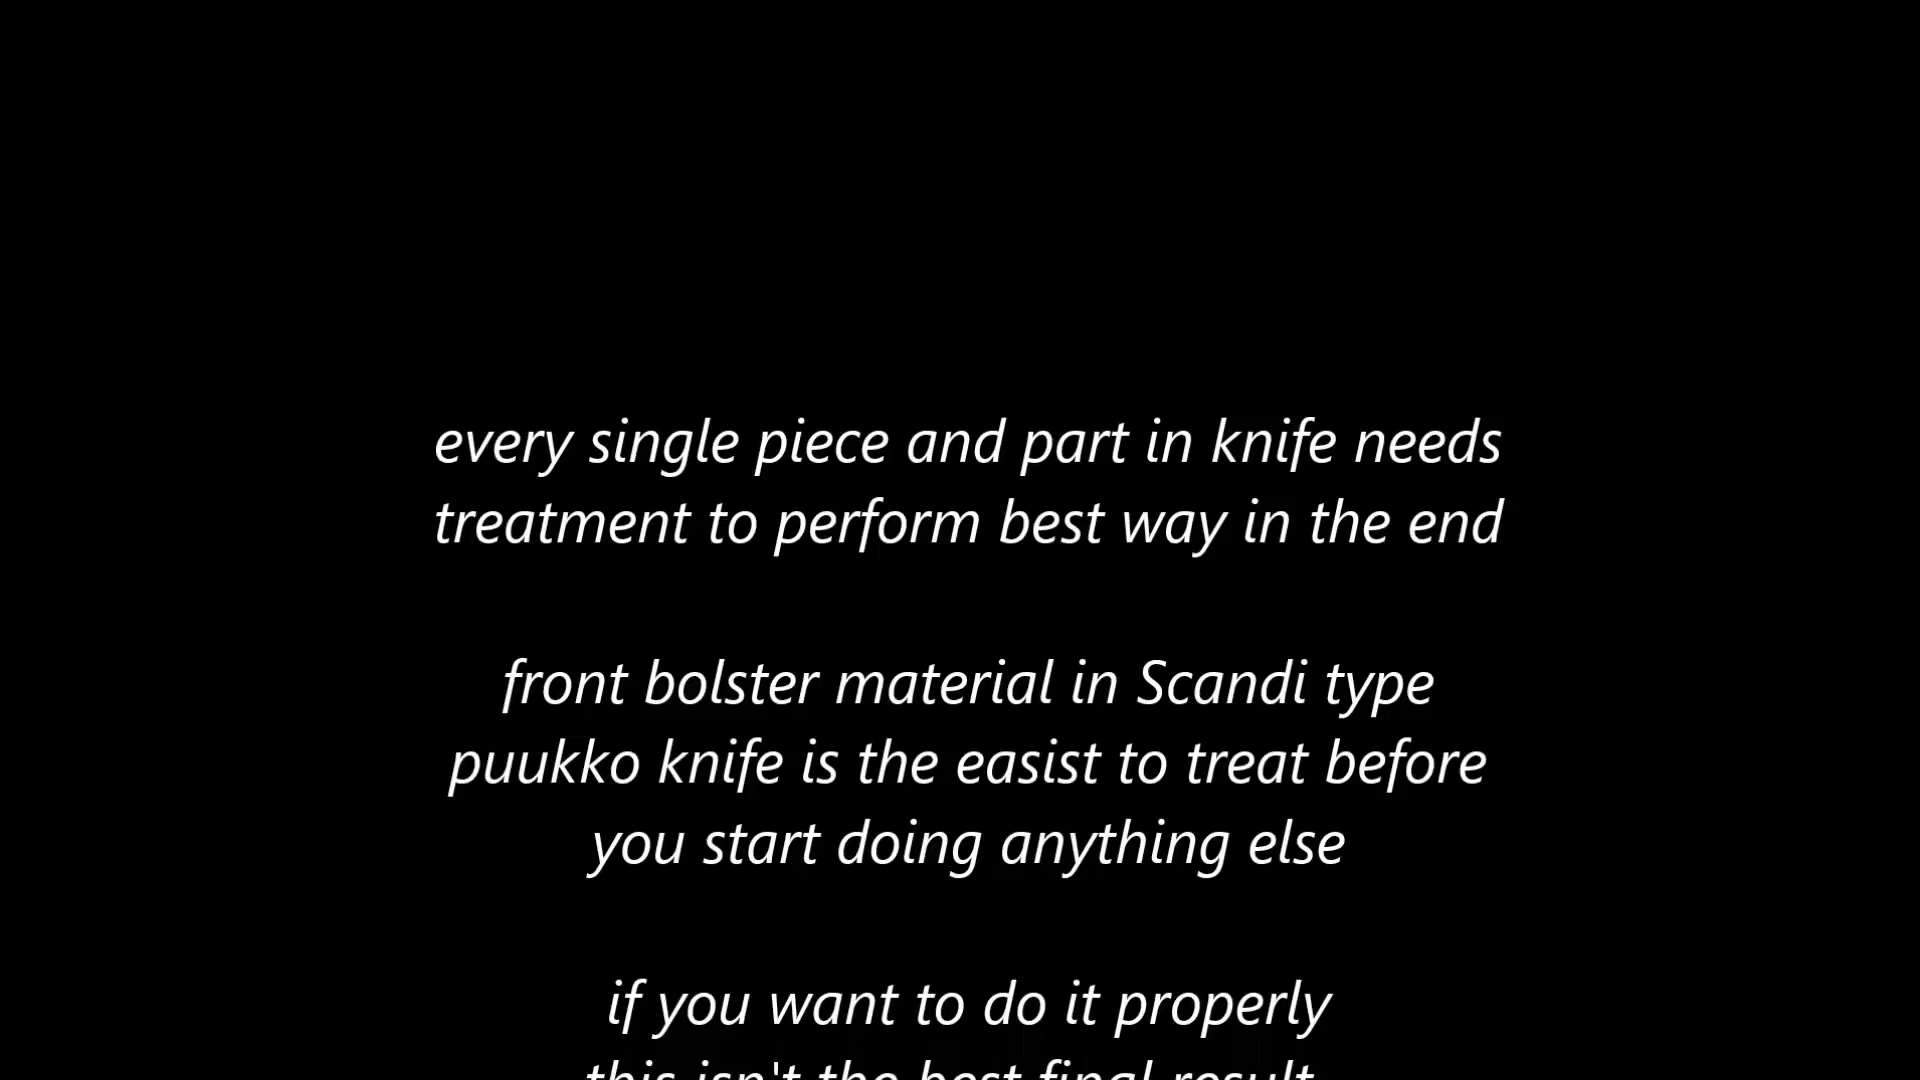 every single piece and part in knife needs
treatment to perform best way in the end
front bolster material in Scandi type
puukko knife is the easist to treat before
you start doing anything else
if you want to do it properly
this isn't the best final result